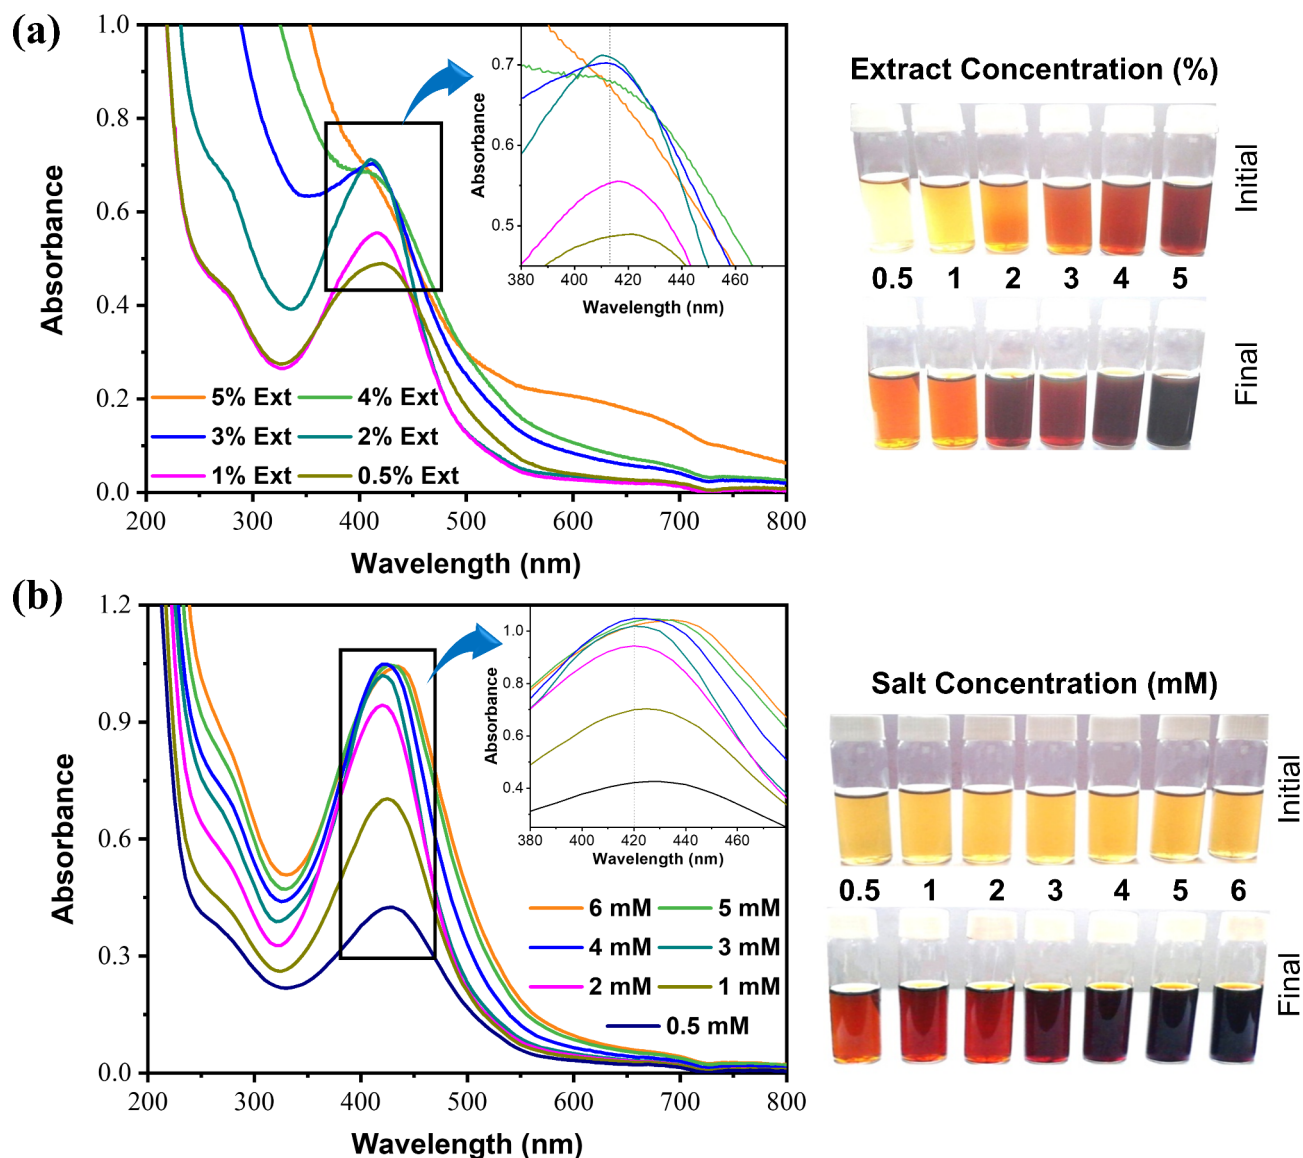 (a)
Absorbance
1.0
0.8
0.6
0.4
0.2
0.0
200 300 400 500 600 700 800
Wavelength (nm)
5% Ext 4% Ext
3% Ext 2% Ext
1% Ext 0.5% Ext
Absorbance
0.7
0.6
0.5
380 400 420 440 460
Wavelength (nm)
Extract Concentration (%)
Initial
0.5 1 2 3 4 5
Final
(b)
Absorbance
1.2
0.9
0.6
0.3
0.0
200 300 400 500 600 700 800
Wavelength (nm)
Absorbance
1.0
0.8
0.6
0.4
380 400 420 440 460
Wavelength (nm)
6 mM 5 mM
4 mM 3 mM
2 mM 1 mM
0.5 mM
Salt Concentration (mM)
Initial
0.5 1 2 3 4 5 6
Final